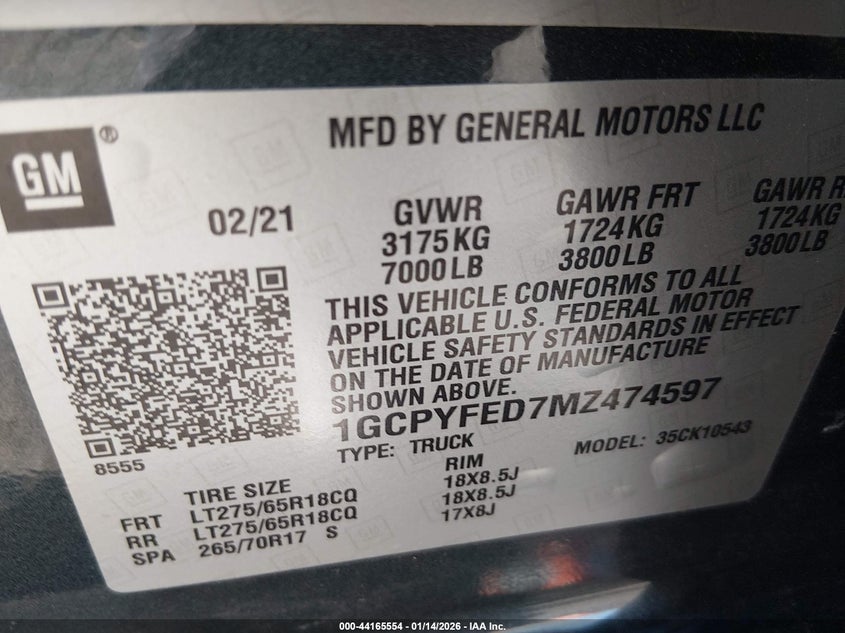 MFD BY GENERAL MOTORS LLC
GM ®
02/21
GVWR GAWR FRT GAWR
3175KG 1724KG 1724KG
7000LB 3800LB 3800LB
THIS VEHICLE CONFORMS TO ALL
APPLICABLE U.S. FEDERAL MOTOR
VEHICLE SAFETY STANDARDS IN EFFECT
ON THE DATE OF MANUFACTURE
SHOWN ABOVE.
1GCPYFED7MZ474597
8555
TYPE: TRUCK MODEL: 35CK10543
TIRE SIZE RIM
FRT LT275/65R18CQ 18X8.5J
RR LT275/65R18CQ 18X8.5J
SPA 265/70R17 S 17X8J
000-44165554 - 01/14/2026 - IAA Inc.